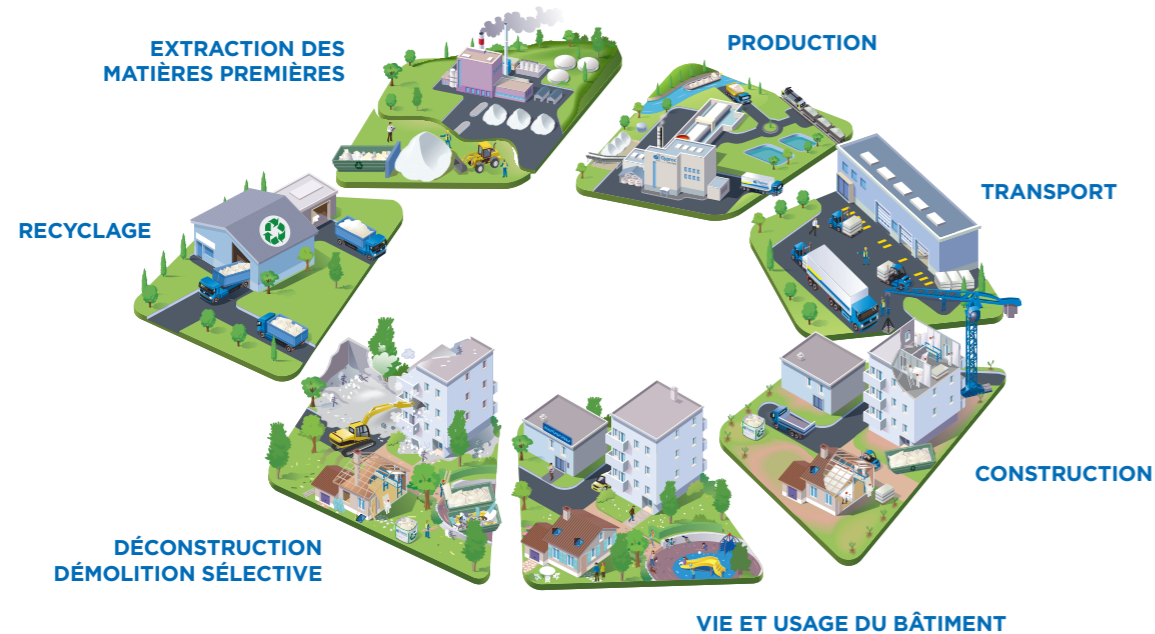 EXTRACTION DES
MATIÈRES PREMIÈRES
PRODUCTION
TRANSPORT
RECYCLAGE
CONSTRUCTION
DÉCONSTRUCTION
DÉMOLITION SÉLECTIVE
VIE ET USAGE DU BÂTIMENT